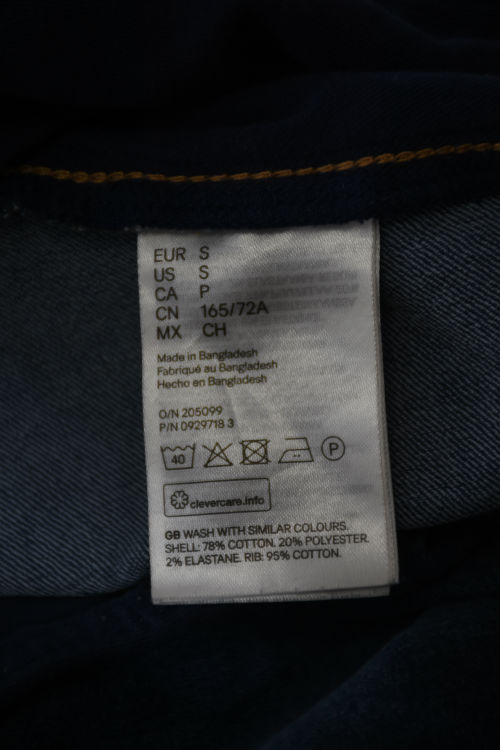 EUR S
US S
CA P
CN 165/72A
MX CH
Made in Bangladesh
Fabriqué au Bangladesh
Hecho en Bangladesh
O/N 205099
P/N 0929718 3
40 P
clevercare.info
GB WASH WITH SIMILAR COLOURS.
SHELL: 78% COTTON. 20% POLYESTER.
2% ELASTANE. RIB: 95% COTTON.